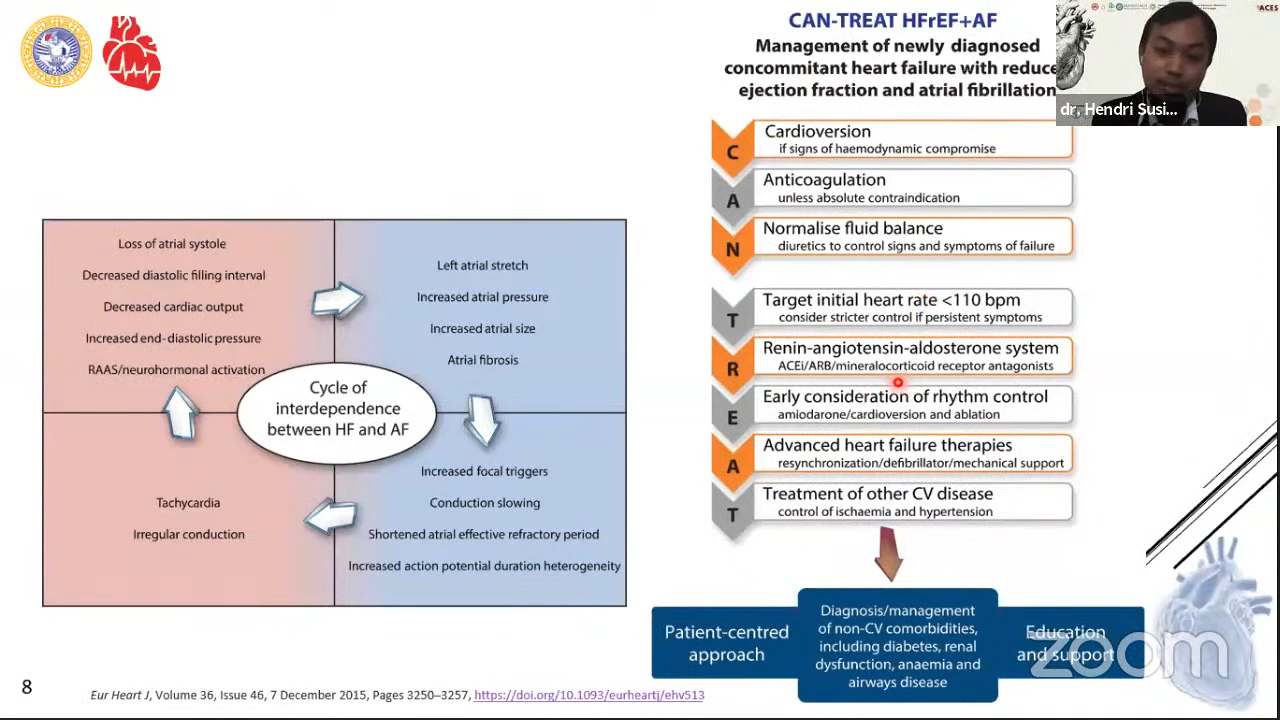 CAN-TREAT HFrEF+AF
Management of newly diagnosed
concommitant heart failure with reduce
ejection fraction and atrial fibrillation
dr. Hendri Susi...
ACES
C
Cardioversion
if signs of haemodynamic compromise
A
Anticoagulation
unless absolute contraindication
N
Normalise fluid balance
diuretics to control signs and symptoms of failure
T
Target initial heart rate <110 bpm
consider stricter control if persistent symptoms
R
Renin-angiotensin-aldosterone system
ACEi/ARB/mineralocorticoid receptor antagonists
E
Early consideration of rhythm control
amiodarone/cardioversion and ablation
A
Advanced heart failure therapies
resynchronization/defibrillator/mechanical support
T
Treatment of other CV disease
control of ischaemia and hypertension
Patient-centred
approach
Diagnosis/management
of non-CV comorbidities,
including diabetes, renal
dysfunction, anaemia and
airways disease
Education
and support
zoom
Loss of atrial systole
Decreased diastolic filling interval
Decreased cardiac output
Increased end-diastolic pressure
RAAS/neurohormonal activation
Left atrial stretch
Increased atrial pressure
Increased atrial size
Atrial fibrosis
Cycle of
interdependence
between HF and AF
Tachycardia
Irregular conduction
Increased focal triggers
Conduction slowing
Shortened atrial effective refractory period
Increased action potential duration heterogeneity
8
Eur Heart J, Volume 36, Issue 46, 7 December 2015, Pages 3250–3257, https://doi.org/10.1093/eurheartj/ehv513